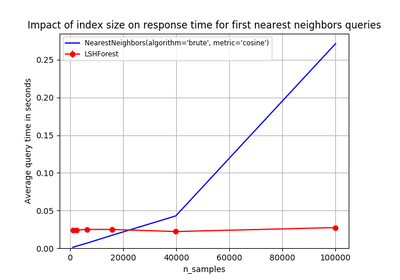 Impact of index size on response time for first nearest neighbors queries
NearestNeighbors(algorithm='brute', metric='cosine')
LSHForest
Average query time in seconds
0.25
0.20
0.15
0.10
0.05
0.00
0
20000
40000
60000
80000
100000
n_samples